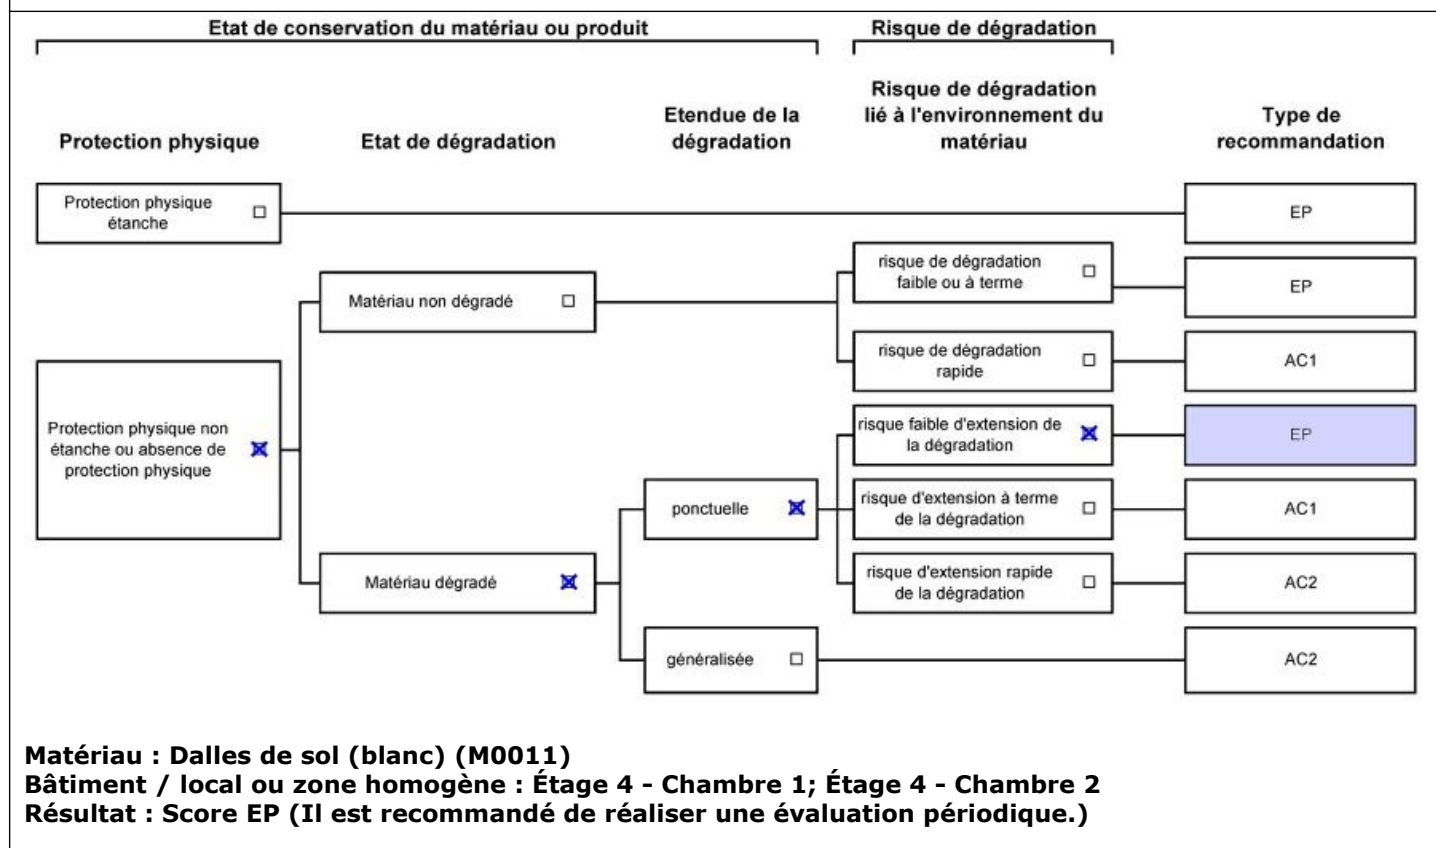 Etat de conservation du matériau ou produit
Risque de dégradation
Protection physique
Etat de dégradation
Etendue de la
dégradation
Risque de dégradation
lié à l'environnement du
matériau
Type de
recommandation
Protection physique
étanche
EP
Matériau non dégradé
risque de dégradation
faible ou à terme
EP
risque de dégradation
rapide
AC1
Protection physique non
étanche ou absence de
protection physique
Matériau dégradé
ponctuelle
risque faible d'extension de
la dégradation
EP
risque d'extension à terme
de la dégradation
AC1
risque d'extension rapide
de la dégradation
AC2
généralisée
AC2
Matériau : Dalles de sol (blanc) (M0011)
Bâtiment / local ou zone homogène : Étage 4 - Chambre 1; Étage 4 - Chambre 2
Résultat : Score EP (Il est recommandé de réaliser une évaluation périodique.)